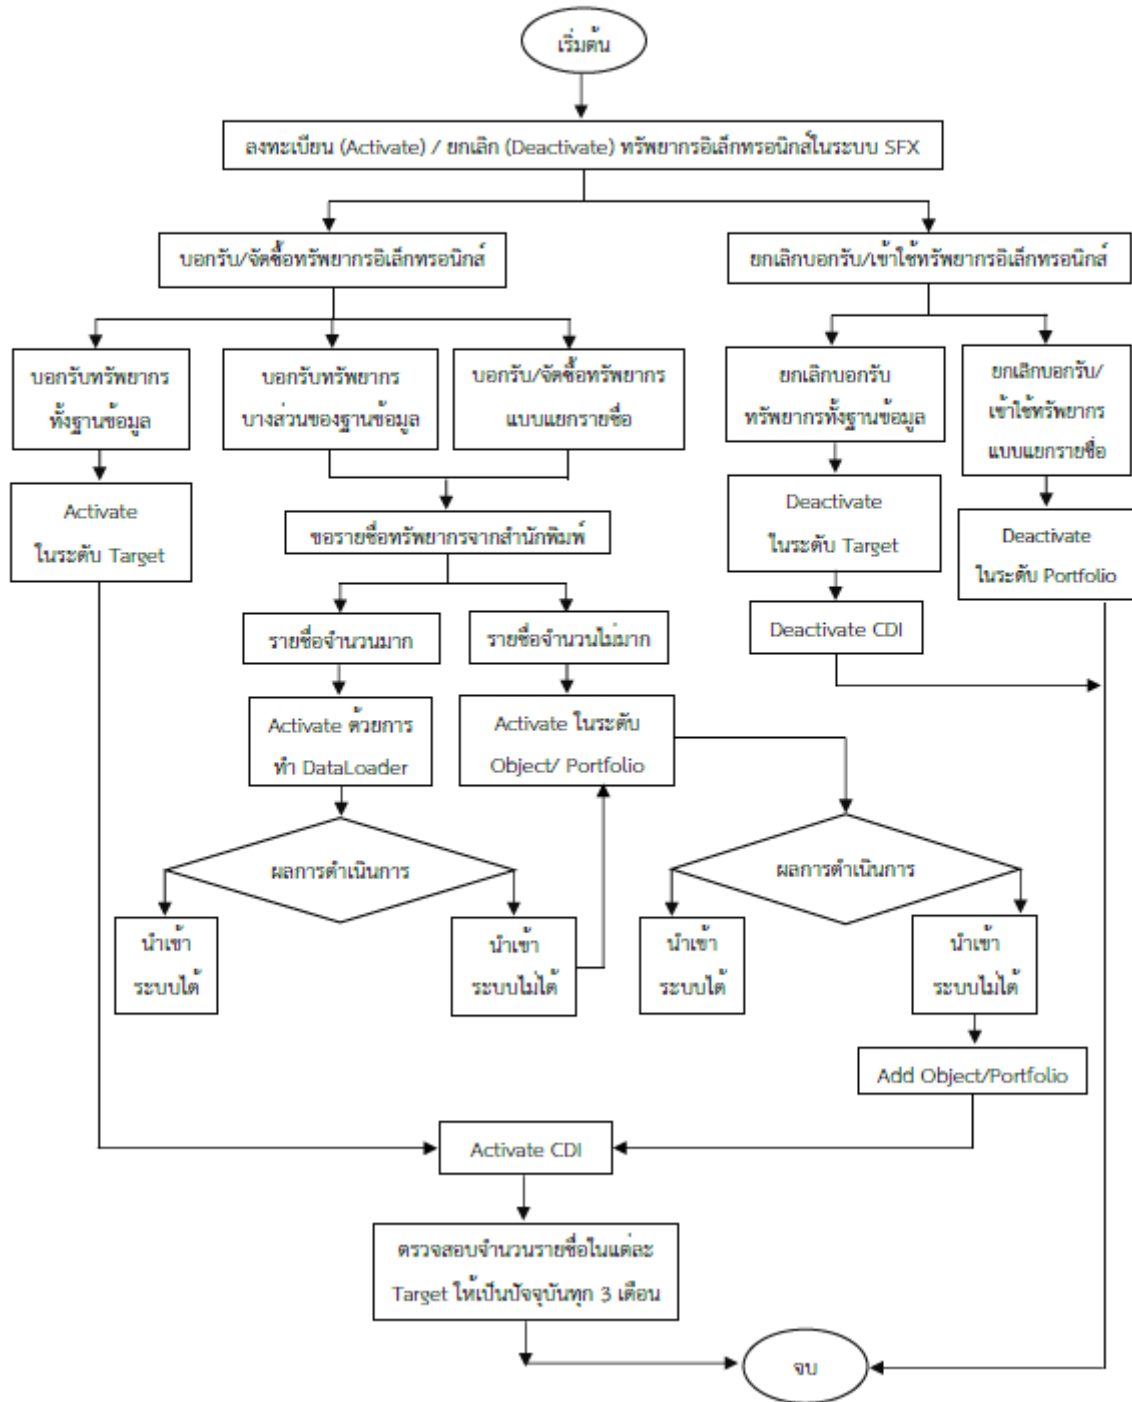 เริ่มต้น
ลงทะเบียน (Activate) / ยกเลิก (Deactivate) ทรัพยากรอิเล็กทรอนิกส์ในระบบ SFX
บอกรับ/จัดซื้อทรัพยากรอิเล็กทรอนิกส์
ยกเลิกบอกรับ/เข้าใช้ทรัพยากรอิเล็กทรอนิกส์
บอกรับทรัพยากร
ทั้งฐานข้อมูล
บอกรับทรัพยากร
บางส่วนของฐานข้อมูล
บอกรับ/จัดซื้อทรัพยากร
แบบแยกรายชื่อ
ยกเลิกบอกรับ
ทรัพยากรทั้งฐานข้อมูล
ยกเลิกบอกรับ/
เข้าใช้ทรัพยากร
แบบแยกรายชื่อ
Activate
ในระดับ Target
ขอรายชื่อทรัพยากรจากสำนักพิมพ์
Deactivate
ในระดับ Target
Deactivate
ในระดับ Portfolio
รายชื่อจำนวนมาก
รายชื่อจำนวนไม่มาก
Deactivate CDI
Activate ด้วยการ
ทำ DataLoader
Activate ในระดับ
Object/ Portfolio
ผลการดำเนินการ
ผลการดำเนินการ
นำเข้า
ระบบได้
นำเข้า
ระบบไม่ได้
นำเข้า
ระบบได้
นำเข้า
ระบบไม่ได้
Add Object/Portfolio
Activate CDI
ตรวจสอบจำนวนรายชื่อในแต่ละ
Target ให้เป็นปัจจุบันทุก 3 เดือน
จบ